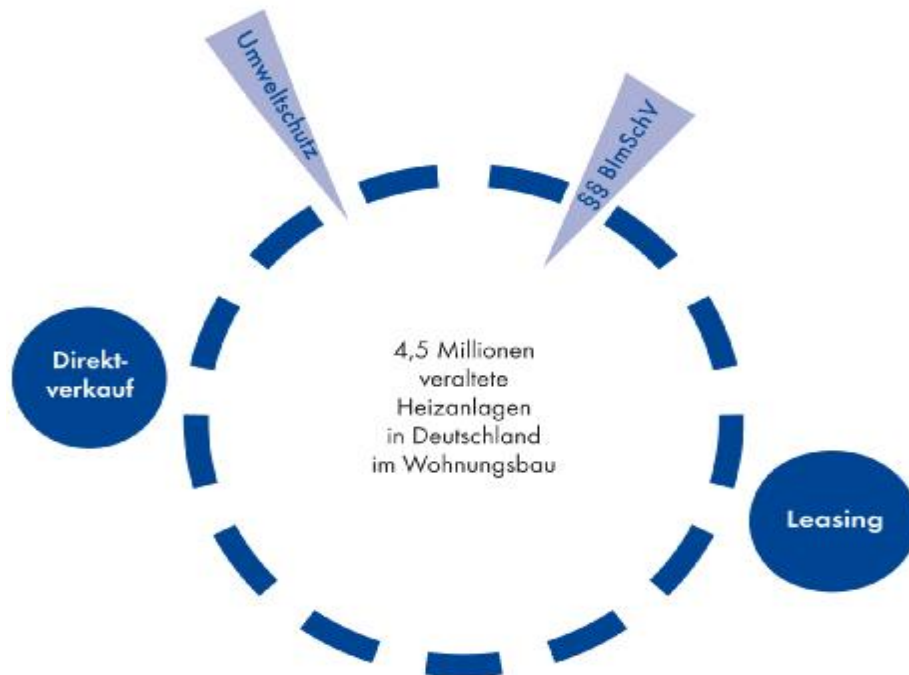 Umweltschutz
§§ BImSchV
Direkt-
verkauf
4,5 Millionen
veraltete
Heizanlagen
in Deutschland
im Wohnungsbau
Leasing